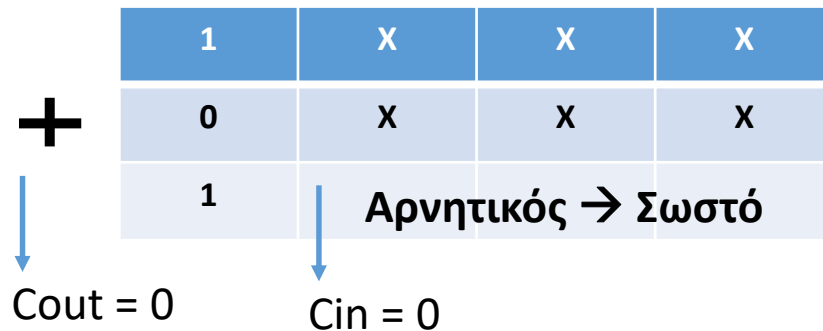 1 X X X
+ 0 X X X
1 Αρνητικός → Σωστό
Cout = 0 Cin = 0